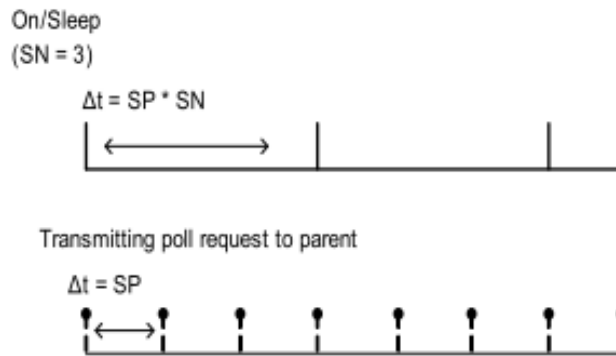 On/Sleep
(SN = 3)
Δt = SP * SN
Transmitting poll request to parent
Δt = SP